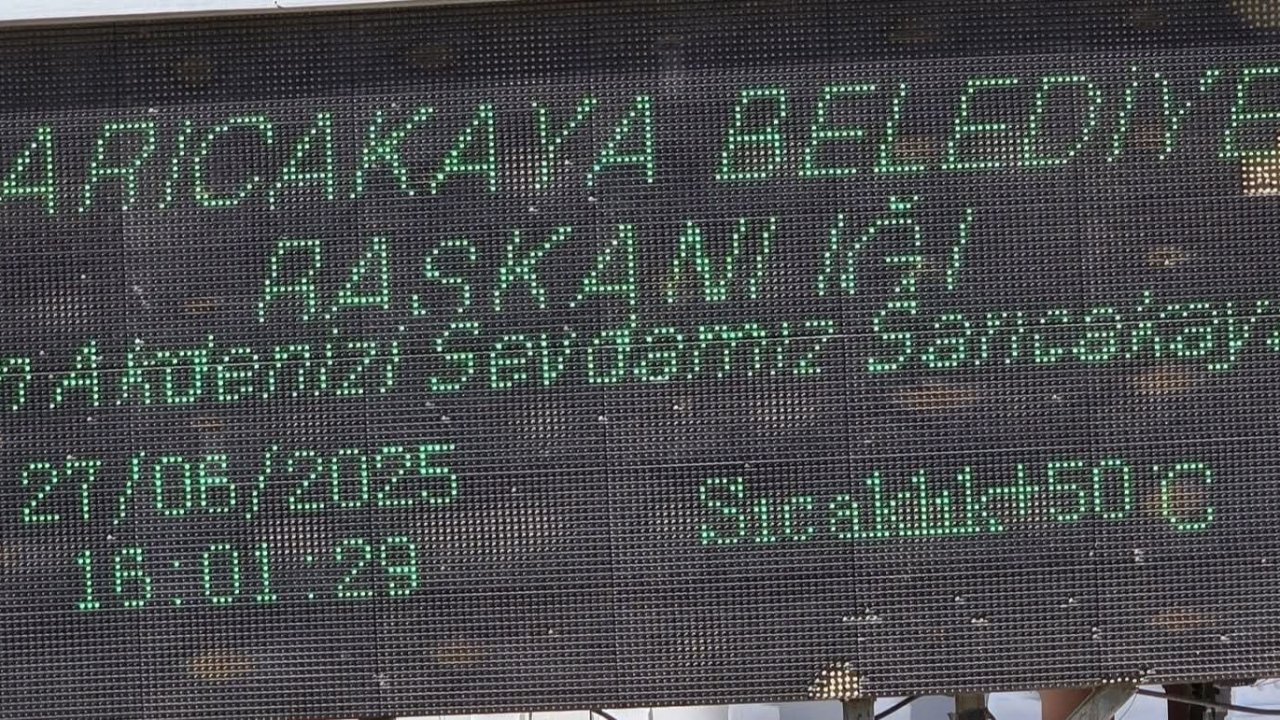 ARICAKAYA BELEDİYE
BAŞKANLIĞI
n Akdenizi Sevdamız Sarıcakaya
27/06/2025
Sıcaklık:+50°C
16:01:29